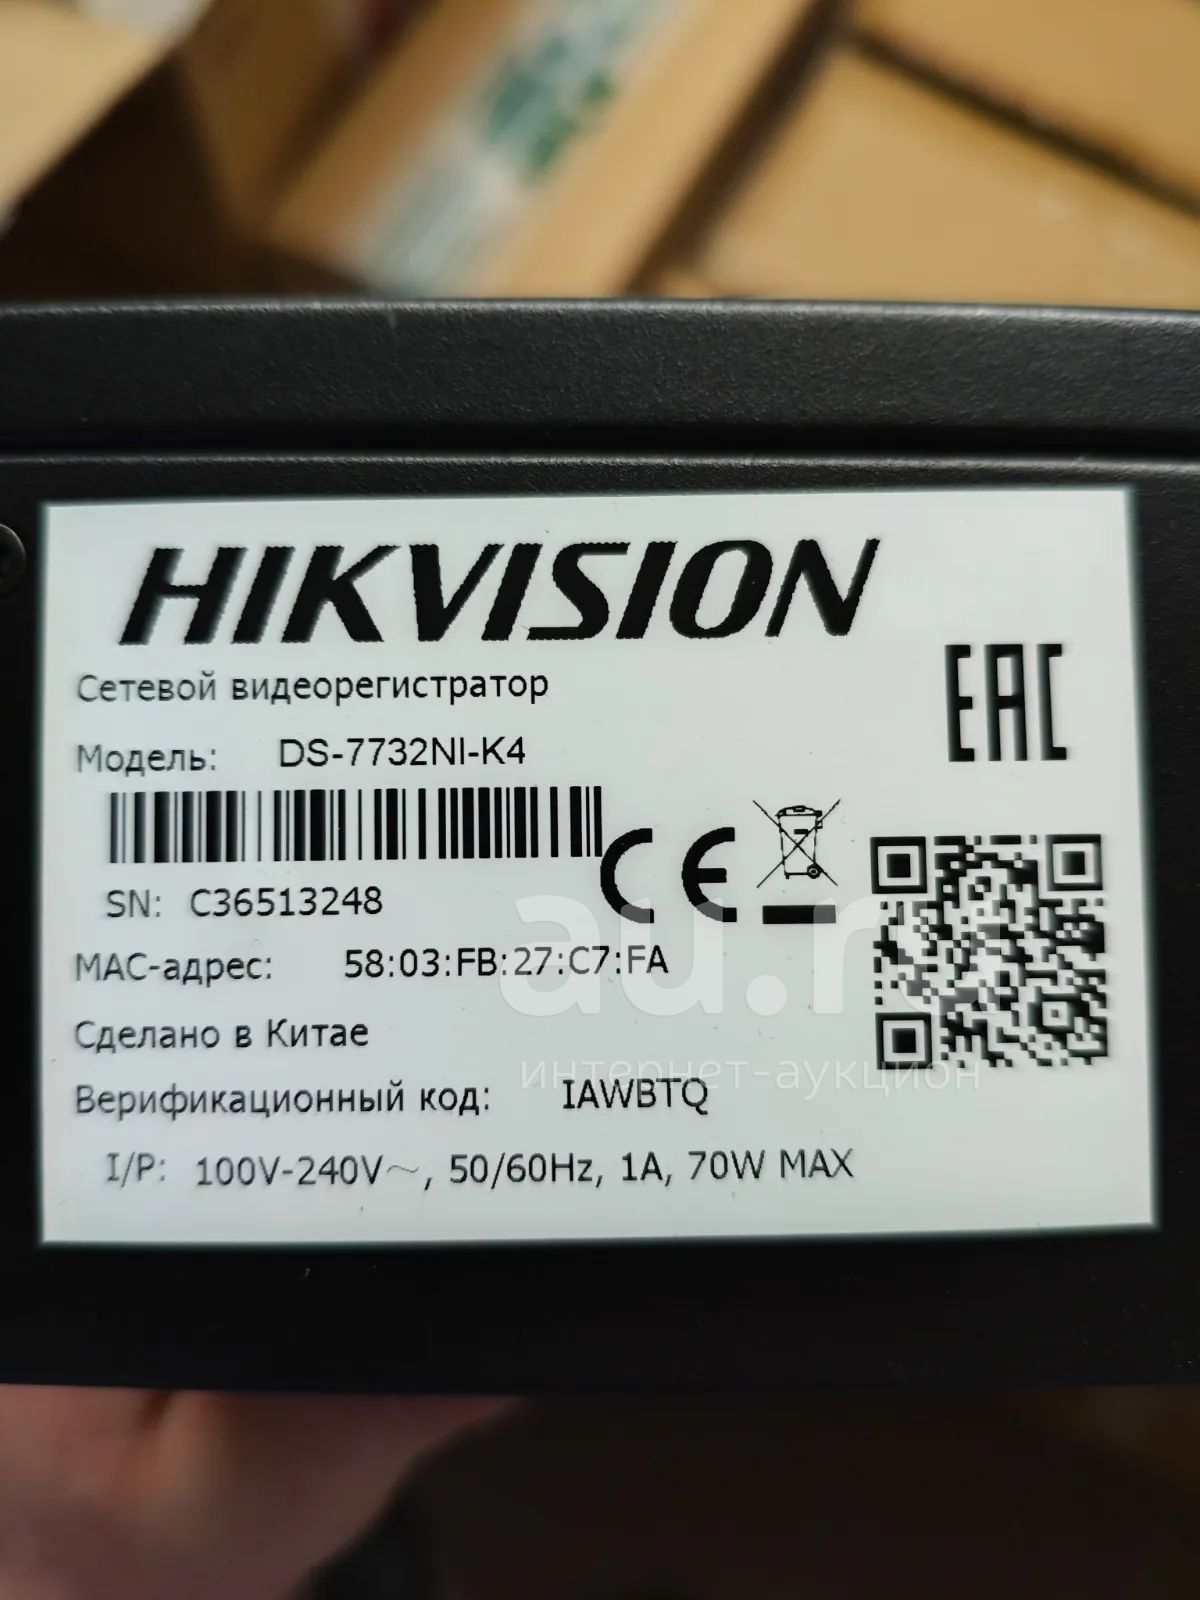 HIKVISION
Сетевой видеорегистратор
Модель: DS-7732NI-K4
EAC
CE
SN: C36513248
MAC-адрес: 58:03:FB:27:C7:FA
Сделано в Китае
Верификационный код: IAWBTQ
I/P: 100V-240V~, 50/60Hz, 1A, 70W MAX
au.ru
интернет-аукцион